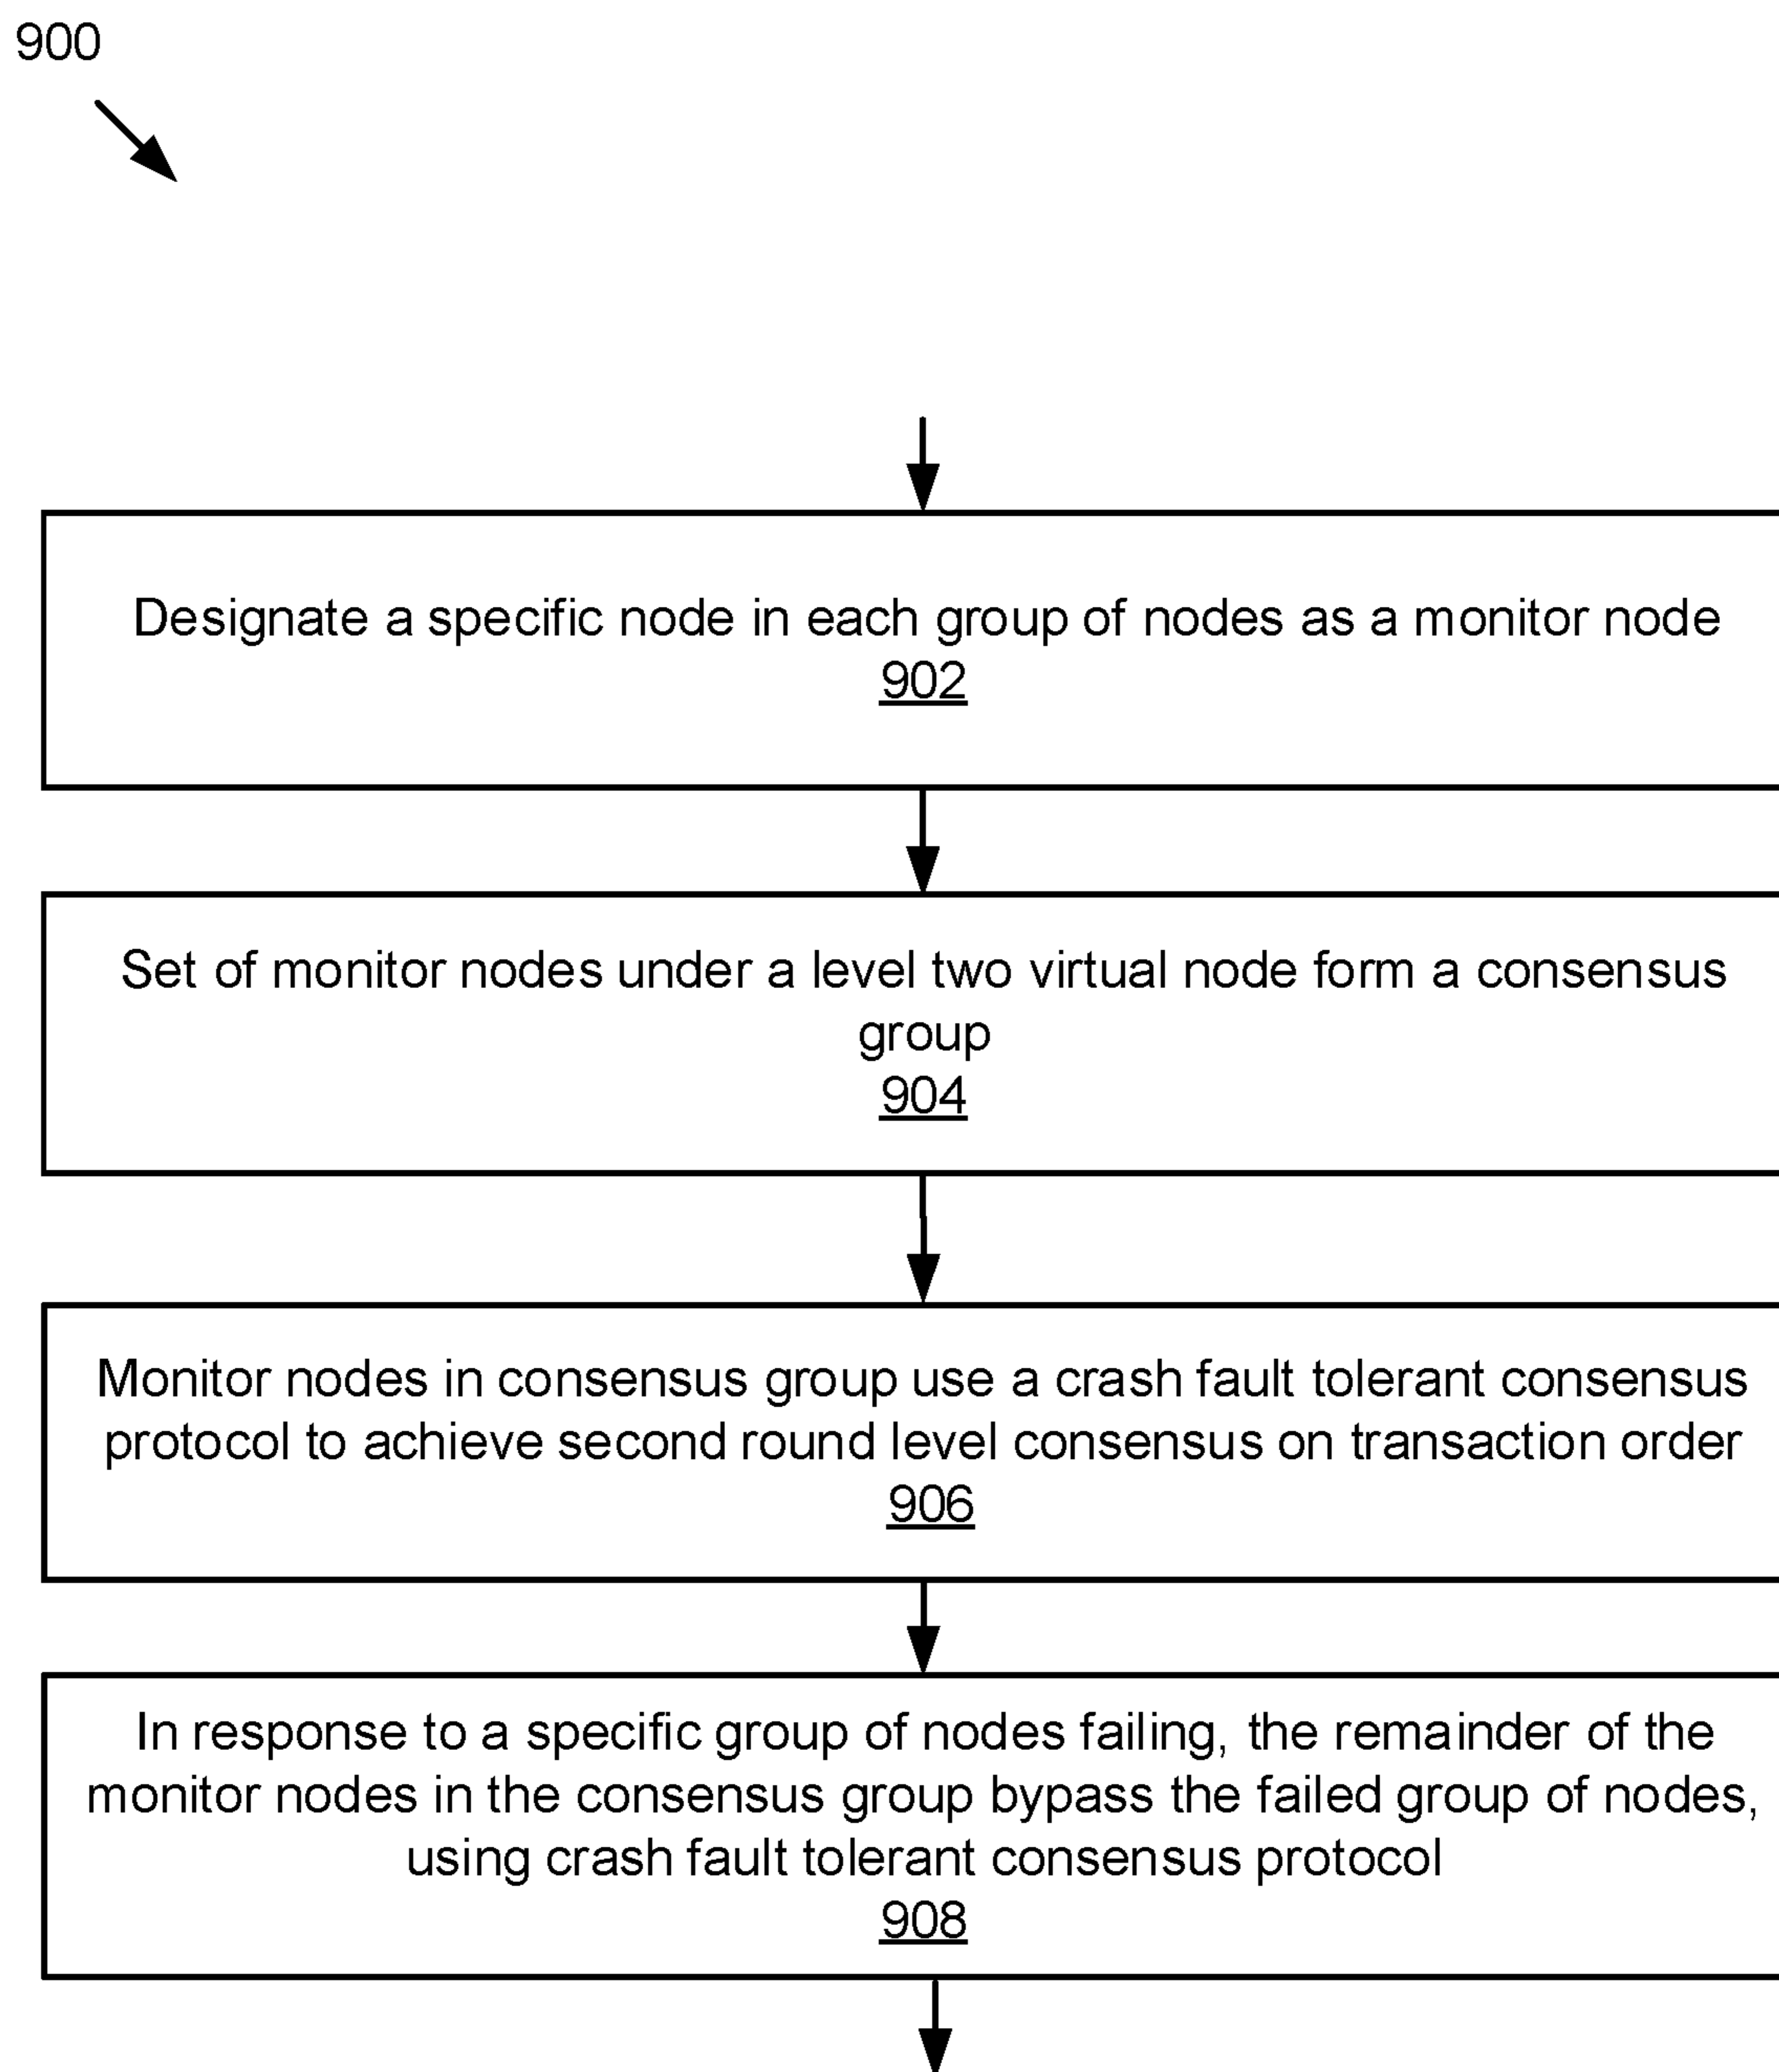 900
Designate a specific node in each group of nodes as a monitor node
902
Set of monitor nodes under a level two virtual node form a consensus
group
904
Monitor nodes in consensus group use a crash fault tolerant consensus
protocol to achieve second round level consensus on transaction order
906
In response to a specific group of nodes failing, the remainder of the
monitor nodes in the consensus group bypass the failed group of nodes,
using crash fault tolerant consensus protocol
908